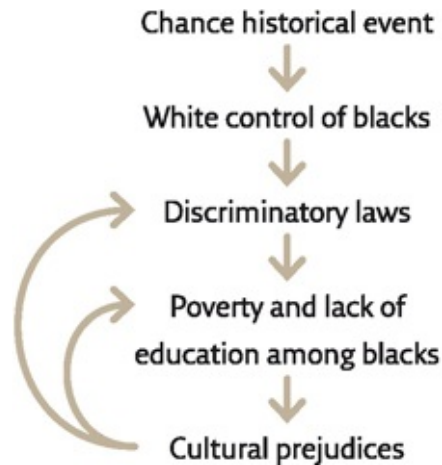 Chance historical event
White control of blacks
Discriminatory laws
Poverty and lack of
education among blacks
Cultural prejudices